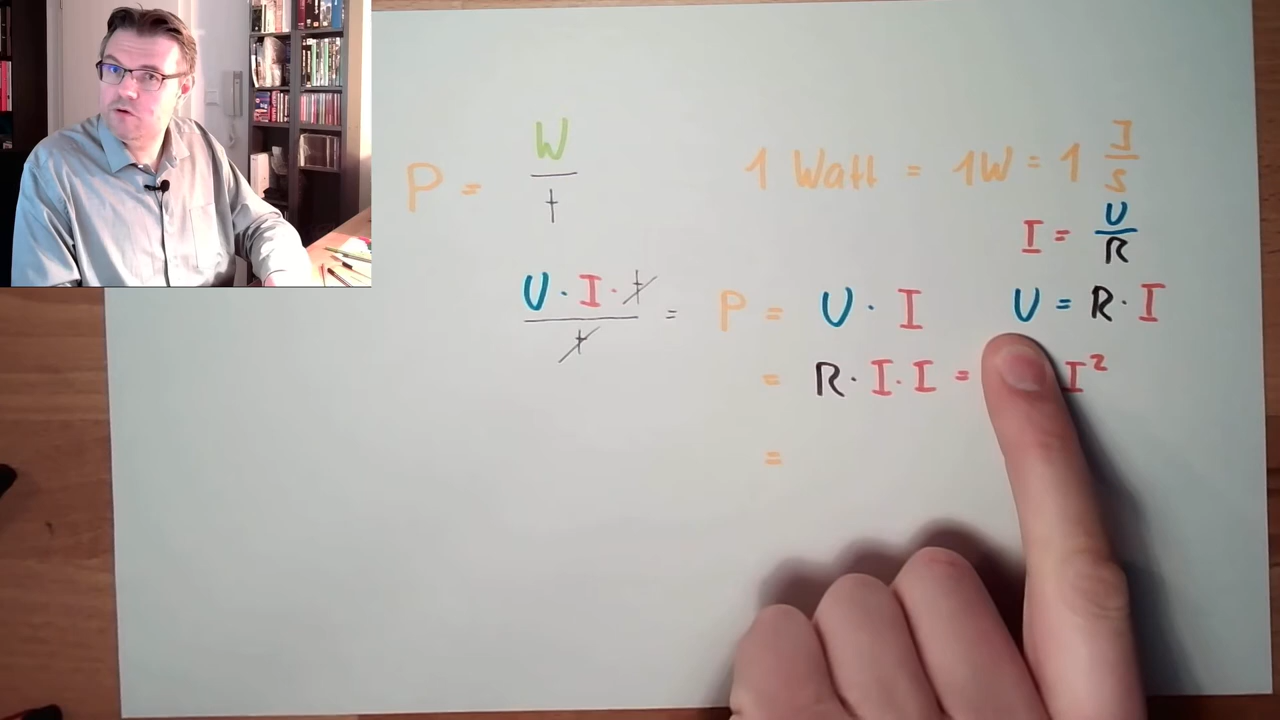 P = W/t
1 Watt = 1W = 1 J/s
I = U/R
U · I · t / t = P = U · I
U = R · I
= R · I · I = I²
=